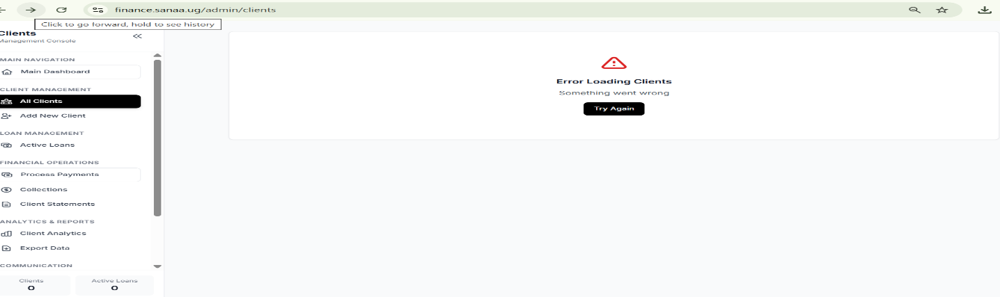 finance.sanaa.ug/admin/clients
Click to go forward, hold to see history
Clients
Management Console
MAIN NAVIGATION
Main Dashboard
CLIENT MANAGEMENT
All Clients
Add New Client
LOAN MANAGEMENT
Active Loans
FINANCIAL OPERATIONS
Process Payments
Collections
Client Statements
ANALYTICS & REPORTS
Client Analytics
Export Data
COMMUNICATION
Clients
0
Active Loans
0
Error Loading Clients
Something went wrong
Try Again